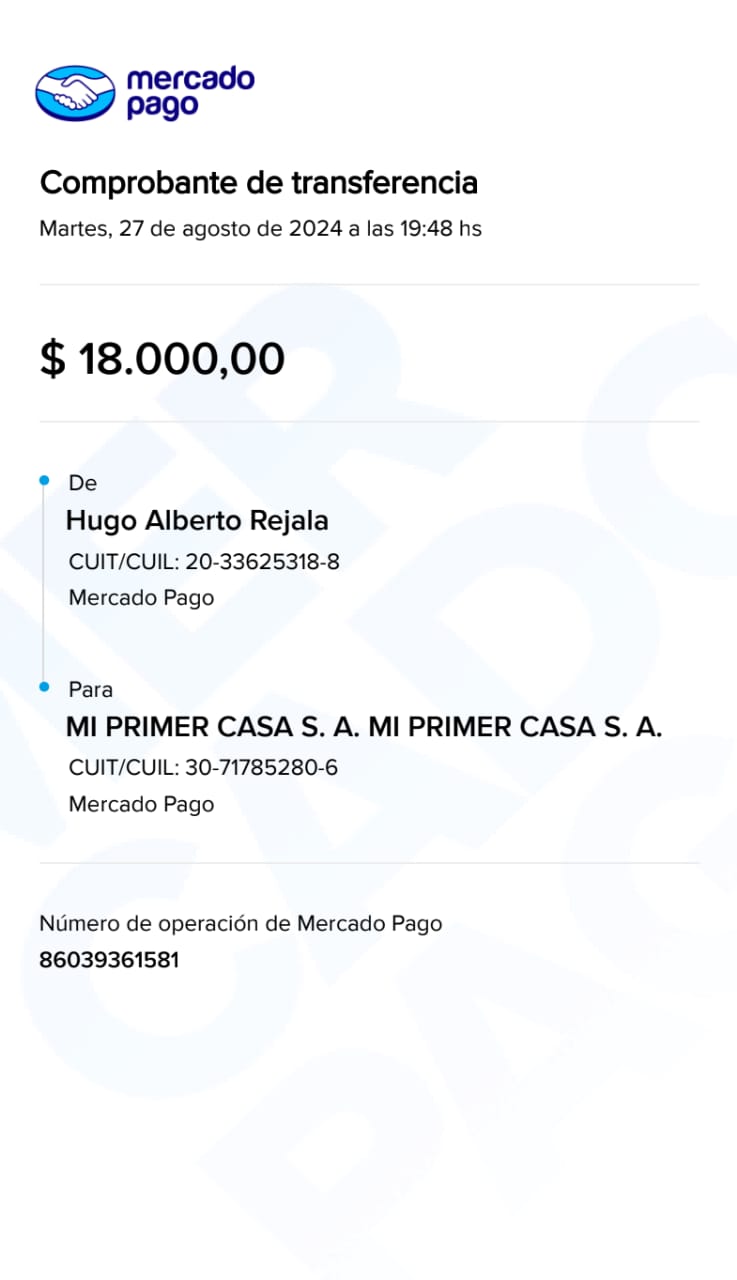 mercado
pago
Comprobante de transferencia
Martes, 27 de agosto de 2024 a las 19:48 hs
$ 18.000,00
De
Hugo Alberto Rejala
CUIT/CUIL: 20-33625318-8
Mercado Pago
Para
MI PRIMER CASA S. A. MI PRIMER CASA S. A.
CUIT/CUIL: 30-71785280-6
Mercado Pago
Número de operación de Mercado Pago
86039361581